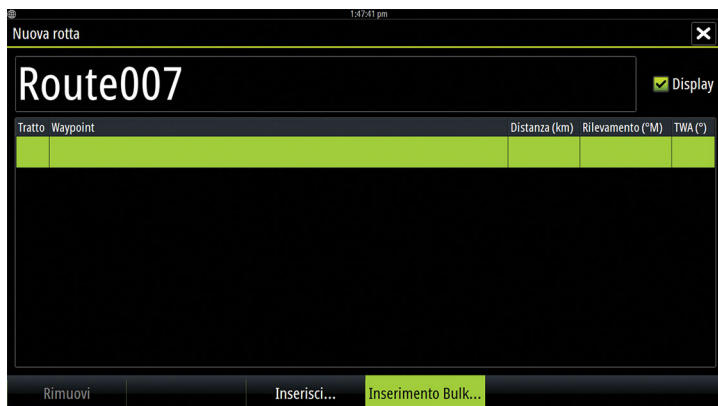 1:47:41 pm
Nuova rotta
Route007
Display
Tratto Waypoint Distanza (km) Rilevamento (°M) TWA (°)
Rimuovi Inserisci... Inserimento Bulk...